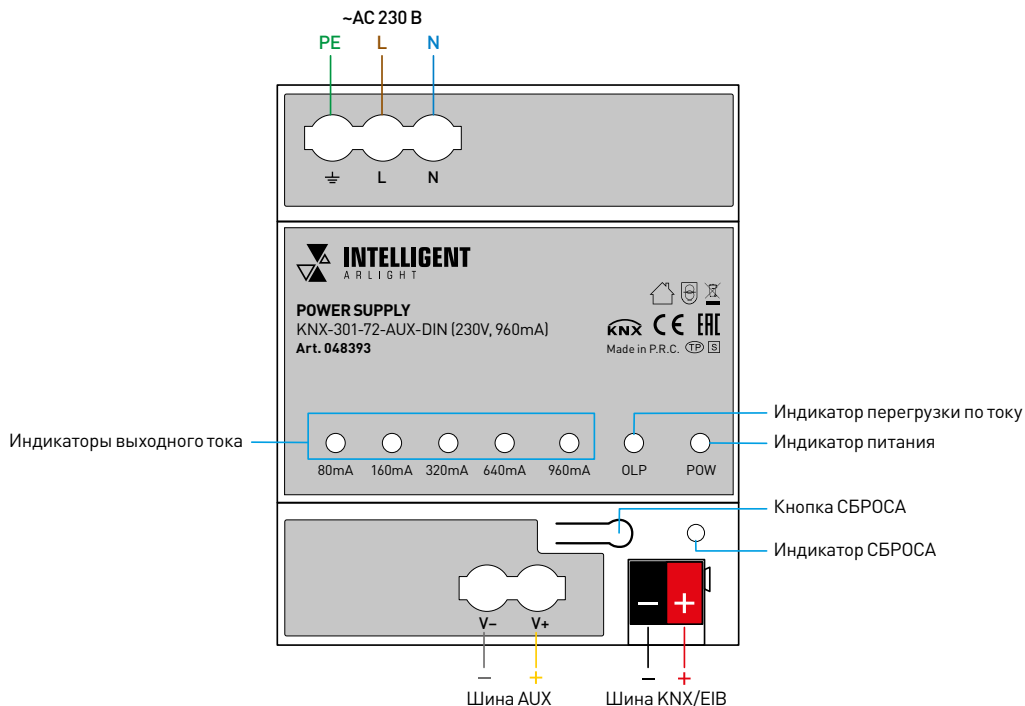 ~AC 230 В
PE L N
L N
INTELLIGENT
ARLIGHT
POWER SUPPLY
KNX-301-72-AUX-DIN (230V, 960mA)
Art. 048393
KNX CE EAC
Made in P.R.C. TP S
Индикатор перегрузки по току
Индикаторы выходного тока
Индикатор питания
80mA 160mA 320mA 640mA 960mA OLP POW
Кнопка СБРОСА
Индикатор СБРОСА
– +
V– V+
– + – +
Шина AUX Шина KNX/EIB